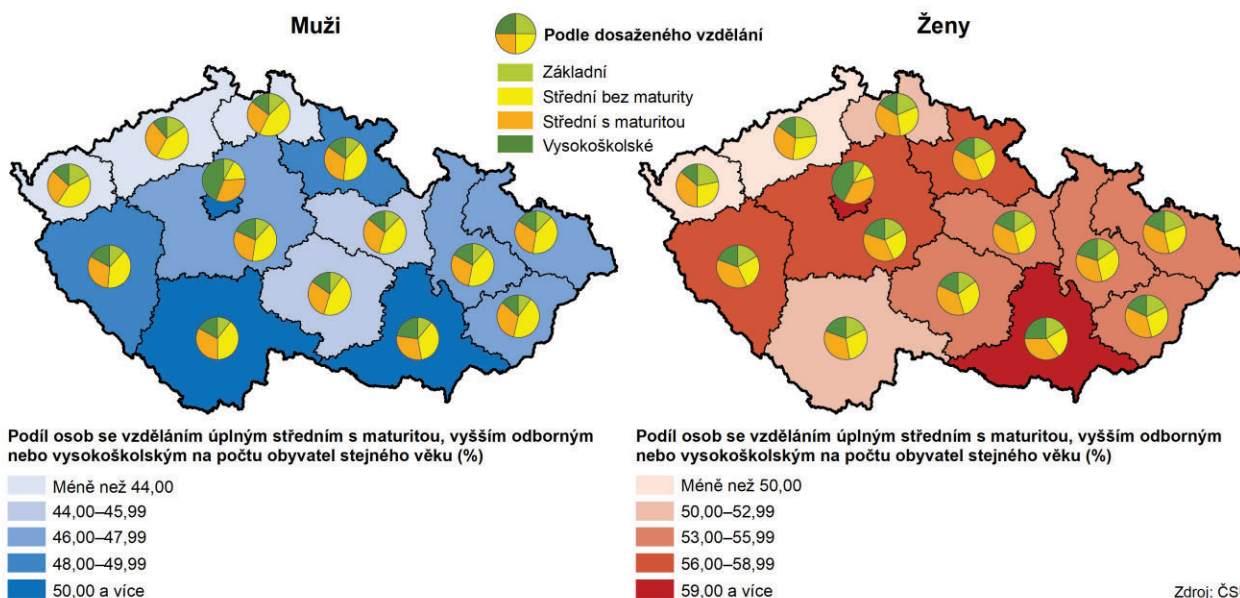 Muži
Podle dosaženého vzdělání
Základní
Střední bez maturity
Střední s maturitou
Vysokoškolské
Ženy
Podíl osob se vzděláním úplným středním s maturitou, vyšším odborným
nebo vysokoškolským na počtu obyvatel stejného věku (%)
Méně než 44,00
44,00–45,99
46,00–47,99
48,00–49,99
50,00 a více
Podíl osob se vzděláním úplným středním s maturitou, vyšším odborným
nebo vysokoškolským na počtu obyvatel stejného věku (%)
Méně než 50,00
50,00–52,99
53,00–55,99
56,00–58,99
59,00 a více
Zdroj: ČS